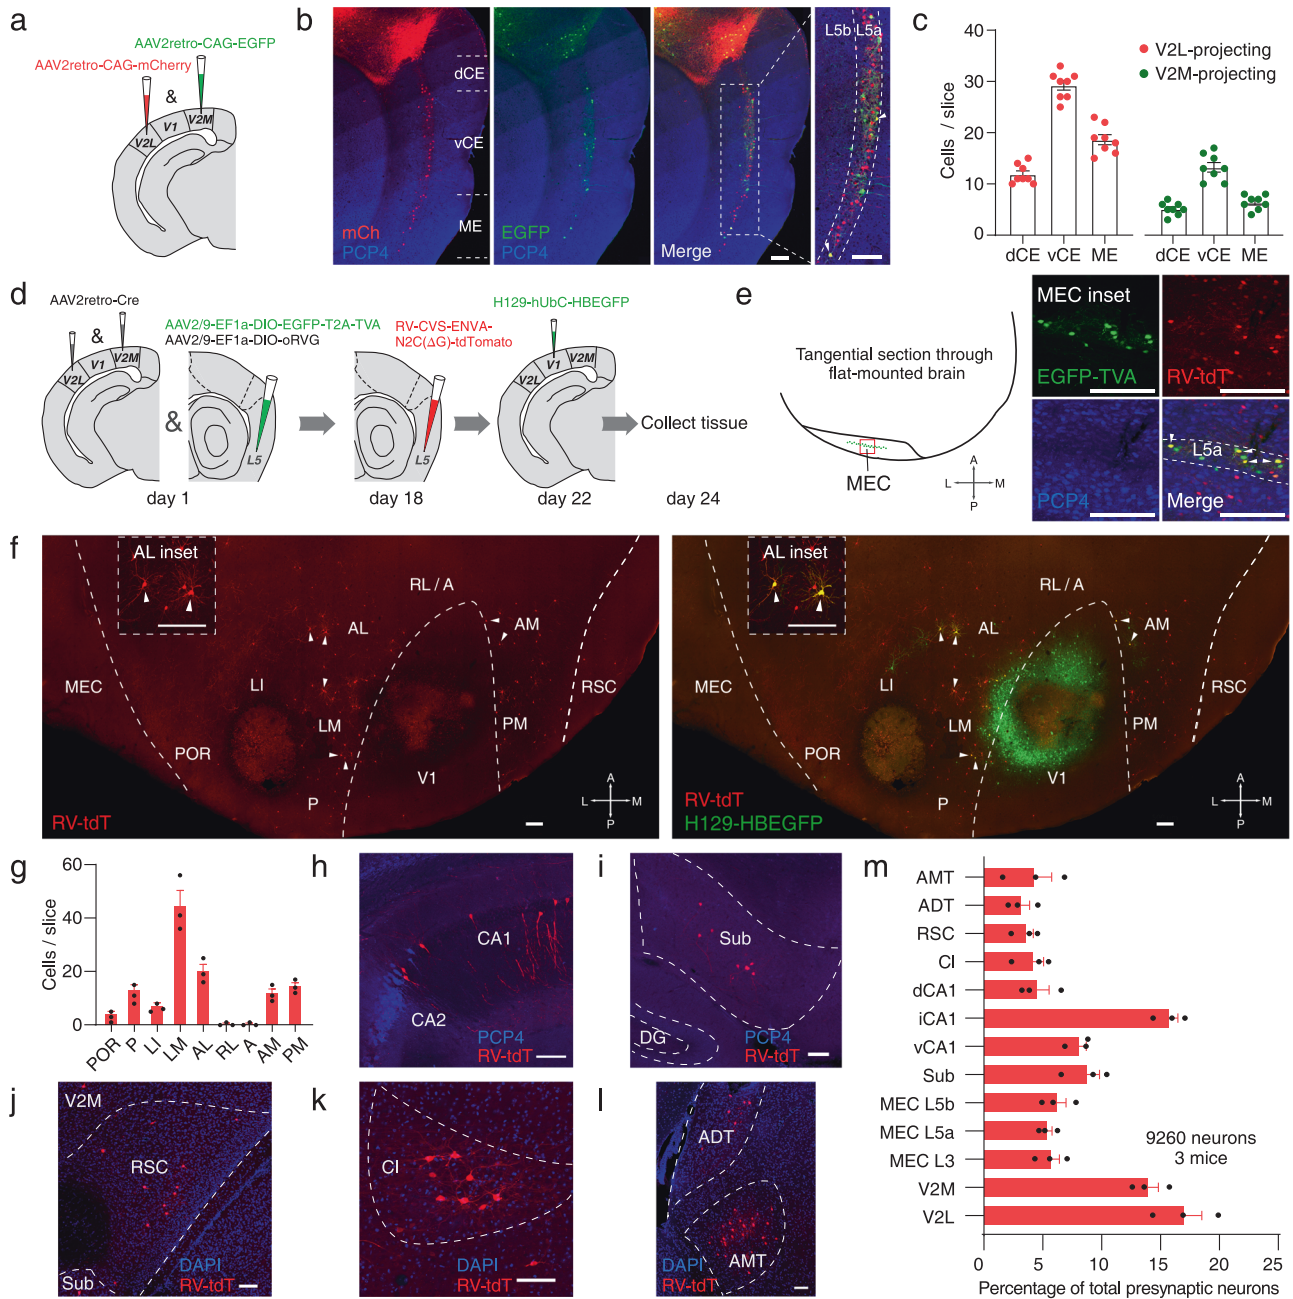 a
AAV2retro-CAG-EGFP
AAV2retro-CAG-mCherry
&
V2L
V1
V2M
b
dCE
vCE
ME
mCh
PCP4
EGFP
PCP4
Merge
L5b L5a
c
V2L-projecting
V2M-projecting
Cells / slice
40
30
20
10
0
dCE vCE ME
dCE vCE ME
d
AAV2retro-Cre
&
V2L
V1
V2M
&
AAV2/9-EF1a-DIO-EGFP-T2A-TVA
AAV2/9-EF1a-DIO-oRVG
L5
RV-CVS-ENVA-
N2C(ΔG)-tdTomato
L5
H129-hUbC-HBEGFP
V2L
V1
V2M
Collect tissue
day 1
day 18
day 22
day 24
e
Tangential section through
flat-mounted brain
MEC
A
L M
P
MEC inset
EGFP-TVA
RV-tdT
PCP4
L5a
Merge
f
AL inset
RL / A
AL
AM
MEC
LI
RSC
LM
PM
POR
V1
P
RV-tdT
A
L M
P
AL inset
RL / A
AL
AM
MEC
LI
RSC
LM
PM
POR
V1
P
RV-tdT
H129-HBEGFP
A
L M
P
g
Cells / slice
60
40
20
0
POR P LI LM AL RL A AM PM
h
CA1
CA2
PCP4
RV-tdT
i
Sub
DG
PCP4
RV-tdT
j
V2M
RSC
Sub
DAPI
RV-tdT
k
Cl
DAPI
RV-tdT
l
ADT
AMT
DAPI
RV-tdT
m
AMT
ADT
RSC
Cl
dCA1
iCA1
vCA1
Sub
MEC L5b
MEC L5a
MEC L3
V2M
V2L
9260 neurons
3 mice
0 5 10 15 20 25
Percentage of total presynaptic neurons